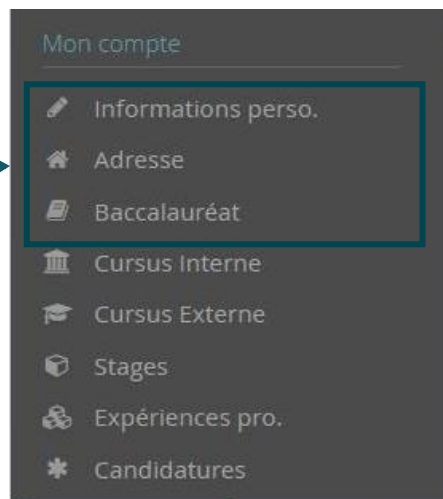 Mon compte
Informations perso.
Adresse
Baccalauréat
Cursus Interne
Cursus Externe
Stages
Expériences pro.
Candidatures